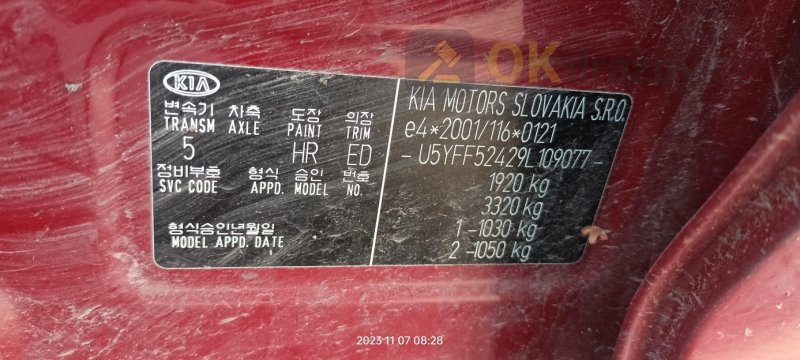 OK
KIA
변속기 차축 도장 의장
TRANSM AXLE PAINT TRIM
5 HR ED
정비부호 형식 승인 번호
SVC CODE APPD. MODEL NO.
형식승인년월일
MODEL APPD. DATE
KIA MOTORS SLOVAKIA S.R.O.
e4*2001/116*0121
-U5YFF52429L109077-
1920 kg
3320 kg
1-1030 kg
2-1050 kg
2023 11 07 08:28